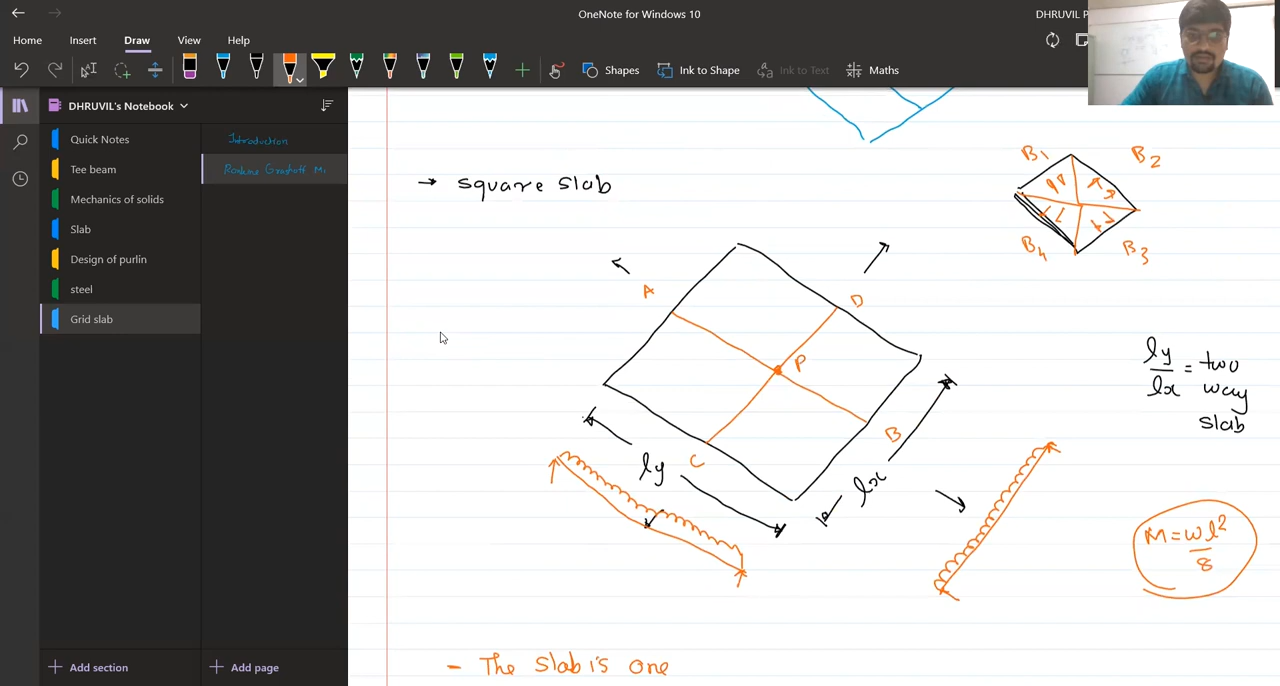 OneNote for Windows 10
DHRUVIL P
Home
Insert
Draw
View
Help
Shapes
Ink to Shape
Ink to Text
Maths
DHRUVIL's Notebook
Quick Notes
Tee beam
Mechanics of solids
Slab
Design of purlin
steel
Grid slab
Introduction
Add section
Add page
→ square slab
B1
B2
B3
B4
A
D
P
B
C
ly
lx
ly/lx = two
way
slab
M = wl²/8
- The slab is one